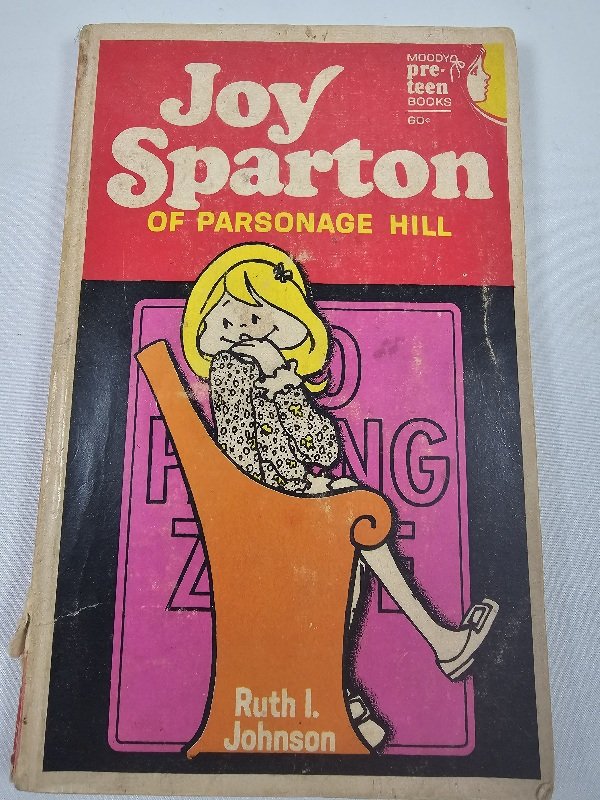 Joy
Sparton
OF PARSONAGE HILL
MOODY
pre-
teen
BOOKS
60¢
Ruth I.
Johnson